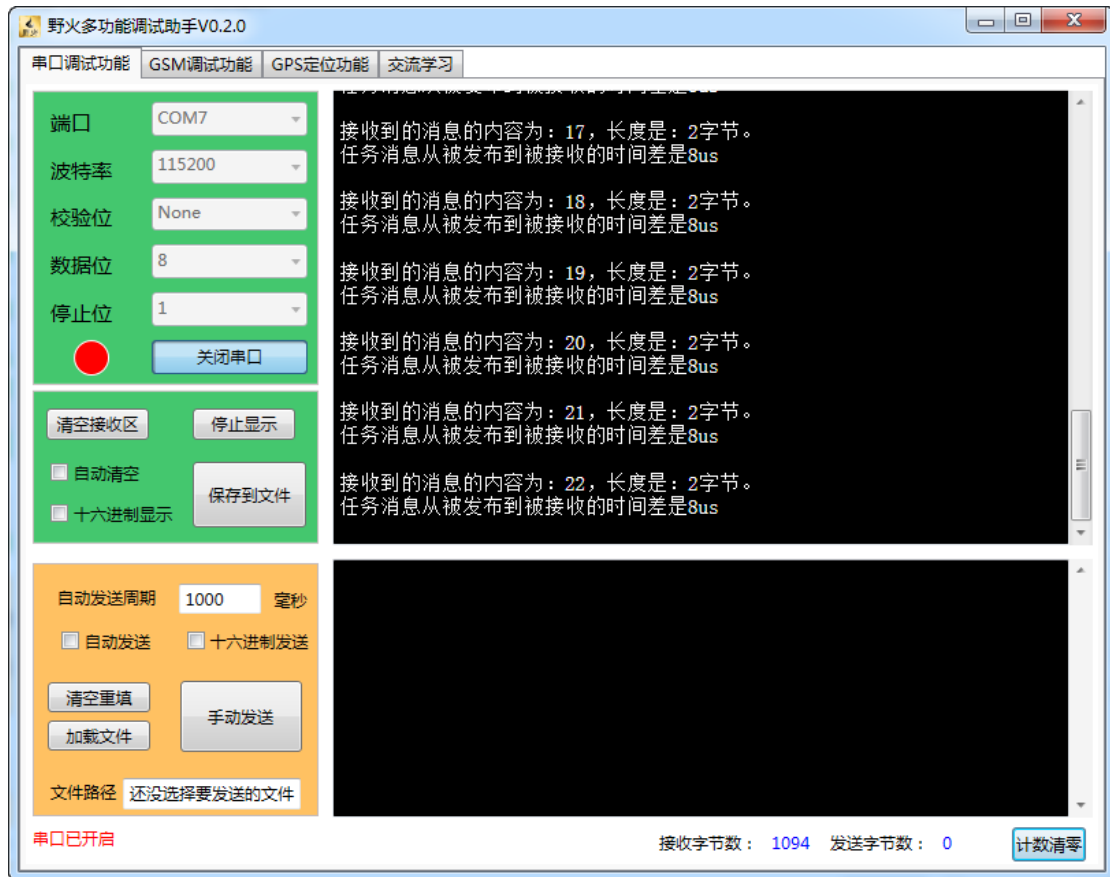 野火多功能调试助手V0.2.0
串口调试功能 GSM调试功能 GPS定位功能 交流学习
端口 COM7
波特率 115200
校验位 None
数据位 8
停止位 1
关闭串口
清空接收区 停止显示
自动清空
保存到文件
十六进制显示
接收到的消息的内容为：17，长度是：2字节。
任务消息从被发布到被接收的时间差是8us
接收到的消息的内容为：18，长度是：2字节。
任务消息从被发布到被接收的时间差是8us
接收到的消息的内容为：19，长度是：2字节。
任务消息从被发布到被接收的时间差是8us
接收到的消息的内容为：20，长度是：2字节。
任务消息从被发布到被接收的时间差是8us
接收到的消息的内容为：21，长度是：2字节。
任务消息从被发布到被接收的时间差是8us
接收到的消息的内容为：22，长度是：2字节。
任务消息从被发布到被接收的时间差是8us
自动发送周期 1000 毫秒
自动发送 十六进制发送
清空重填
手动发送
加载文件
文件路径 还没选择要发送的文件
串口已开启
接收字节数： 1094 发送字节数： 0 计数清零